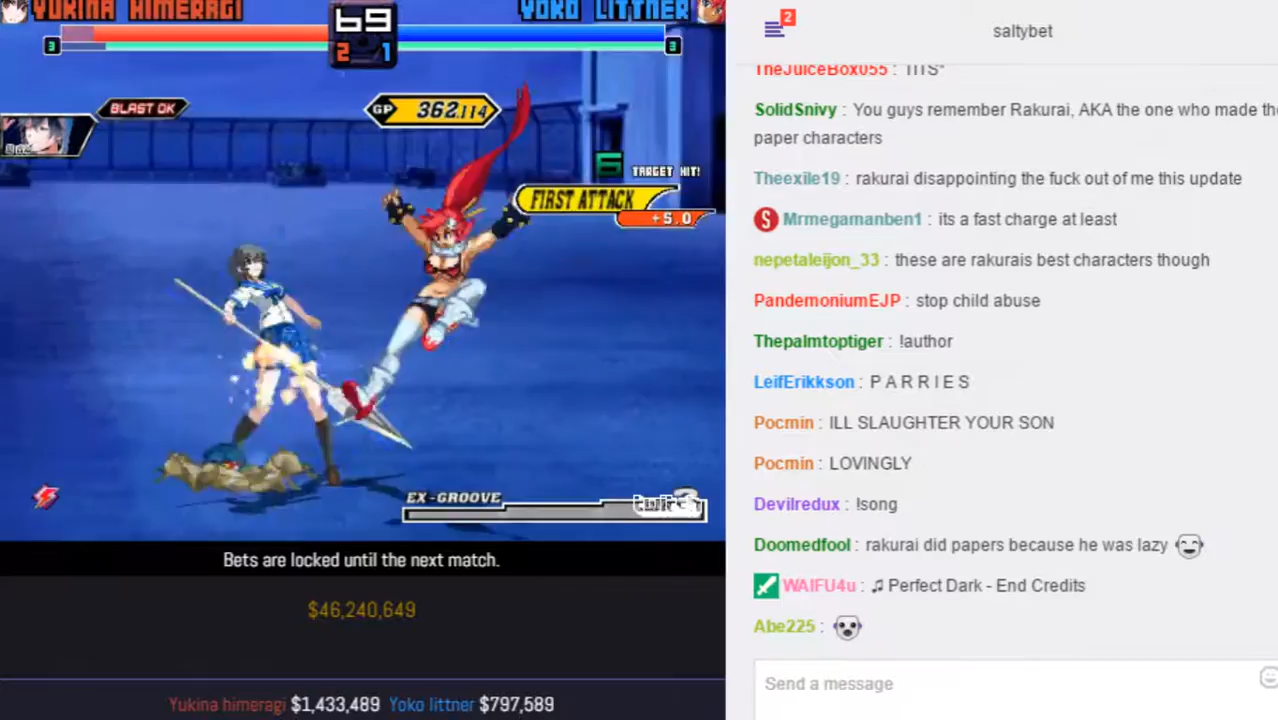 YUKINA HIMERAGI
69
YOKO LITTNER
3
2 1
3
BLAST OK
GP 362.114
6 TARGET HIT!
FIRST ATTACK
+5.0
EX-GROOVE
Bets are locked until the next match.
$46,240,649
Yukina himeragi $1,433,489 Yoko littner $797,589
2
saltybet
TheJuiceBox055 :
SolidSnivy : You guys remember Rakurai, AKA the one who made the
paper characters
Theexile19 : rakurai disappointing the fuck out of me this update
S Mrmegamanben1 : its a fast charge at least
nepetaleijon_33 : these are rakurais best characters though
PandemoniumEJP : stop child abuse
Thepalmtoptiger : !author
LeifErikkson : P A R R I E S
Pocmin : ILL SLAUGHTER YOUR SON
Pocmin : LOVINGLY
Devilredux : !song
Doomedfool : rakurai did papers because he was lazy
WAIFU4u : ♫ Perfect Dark - End Credits
Abe225 :
Send a message